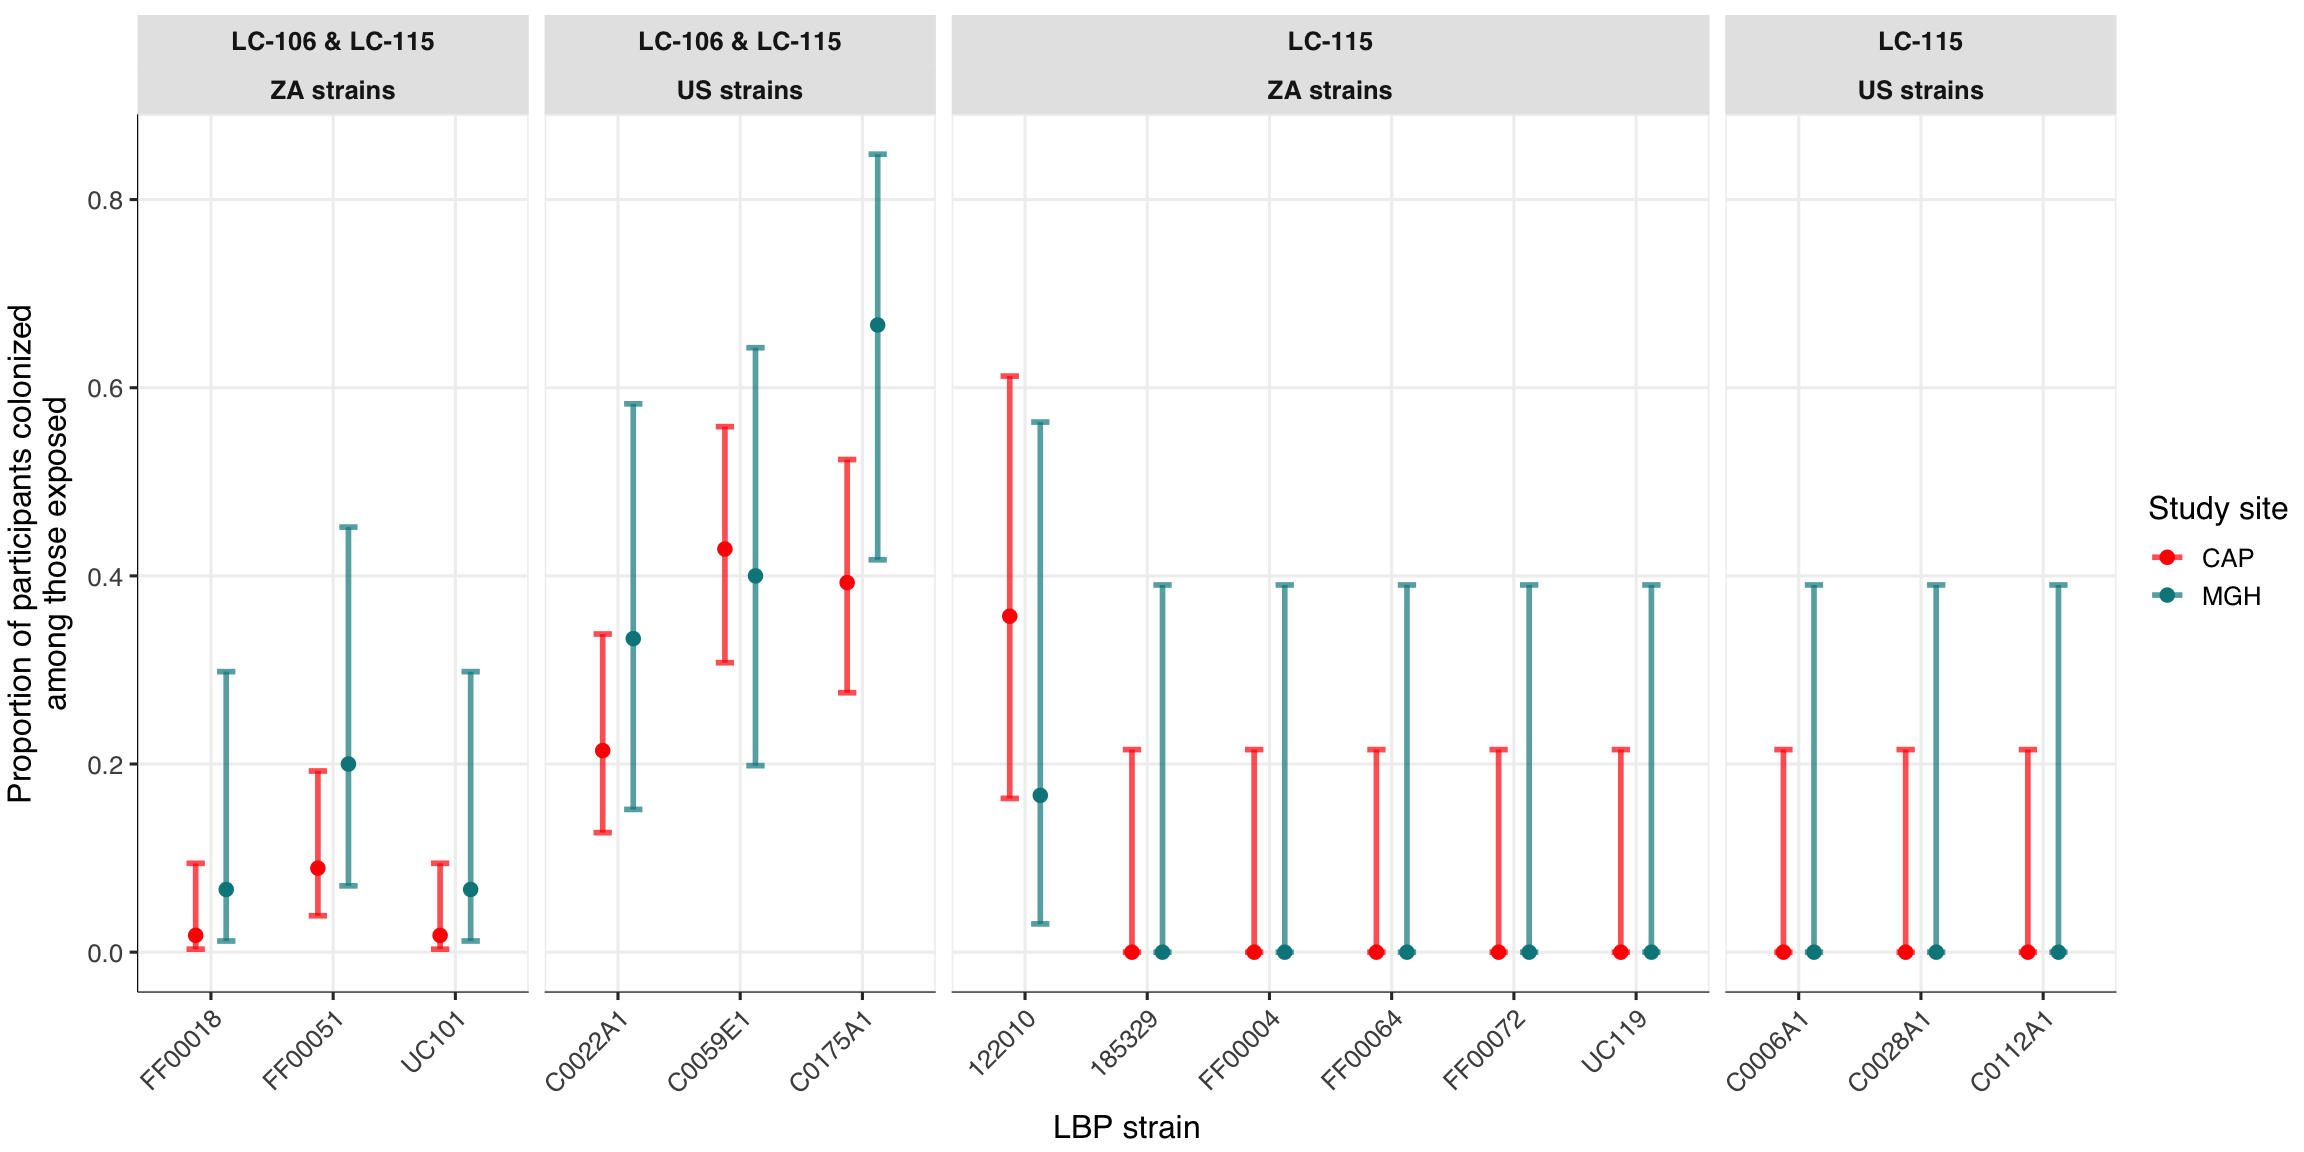 LC-106 & LC-115
ZA strains
LC-106 & LC-115
US strains
LC-115
ZA strains
LC-115
US strains
Proportion of participants colonized
among those exposed
0.8
0.6
0.4
0.2
0.0
FF00018
FF00051
UC101
C0022A1
C0059E1
C0175A1
122010
185329
FF00004
FF00064
FF00072
UC119
C0006A1
C0028A1
C0112A1
LBP strain
Study site
CAP
MGH